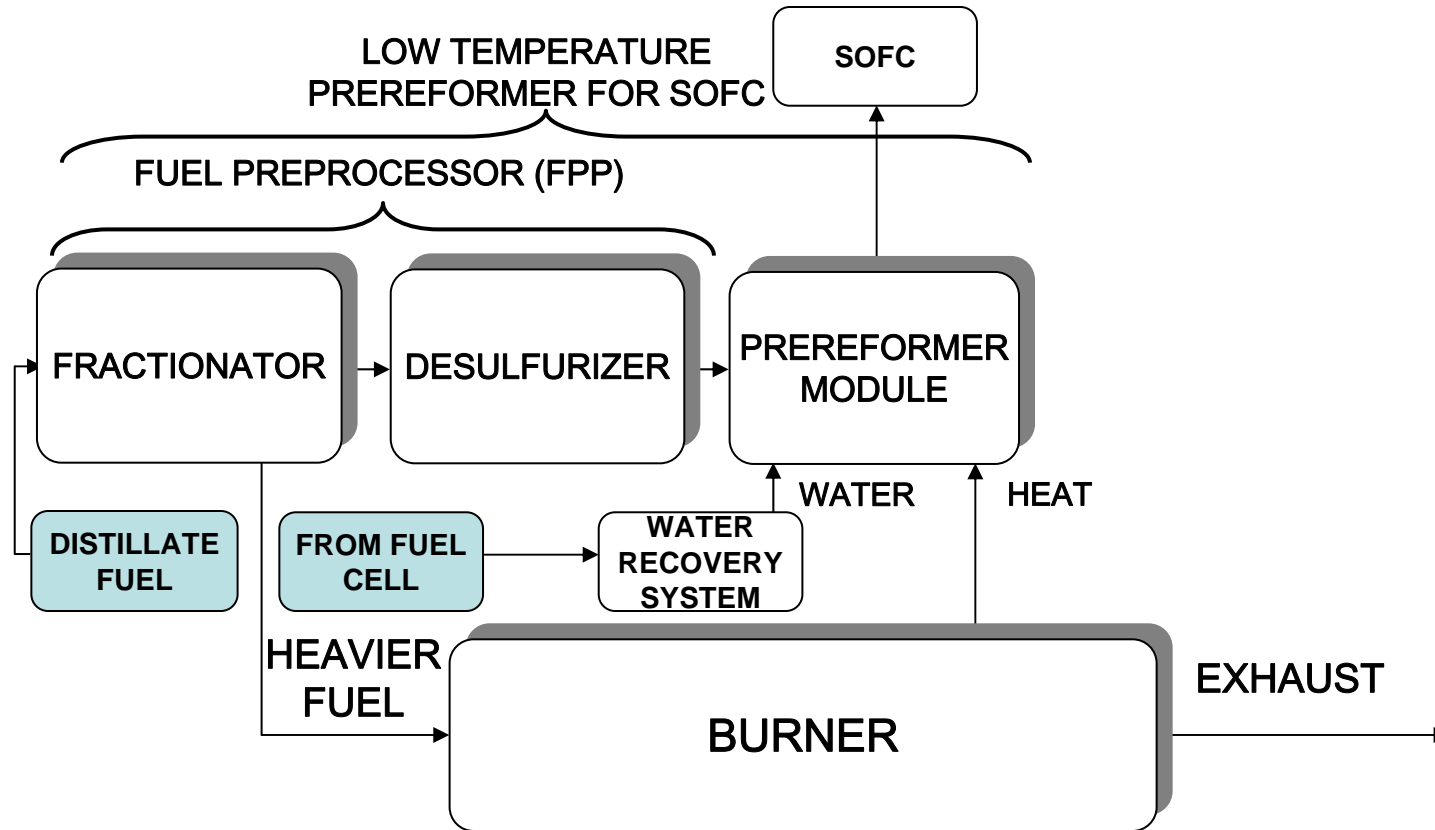 LOW TEMPERATURE
PREREFORMER FOR SOFC
SOFC
FUEL PREPROCESSOR (FPP)
FRACTIONATOR
DESULFURIZER
PREREFORMER
MODULE
WATER
HEAT
DISTILLATE
FUEL
FROM FUEL
CELL
WATER
RECOVERY
SYSTEM
HEAVIER
FUEL
BURNER
EXHAUST